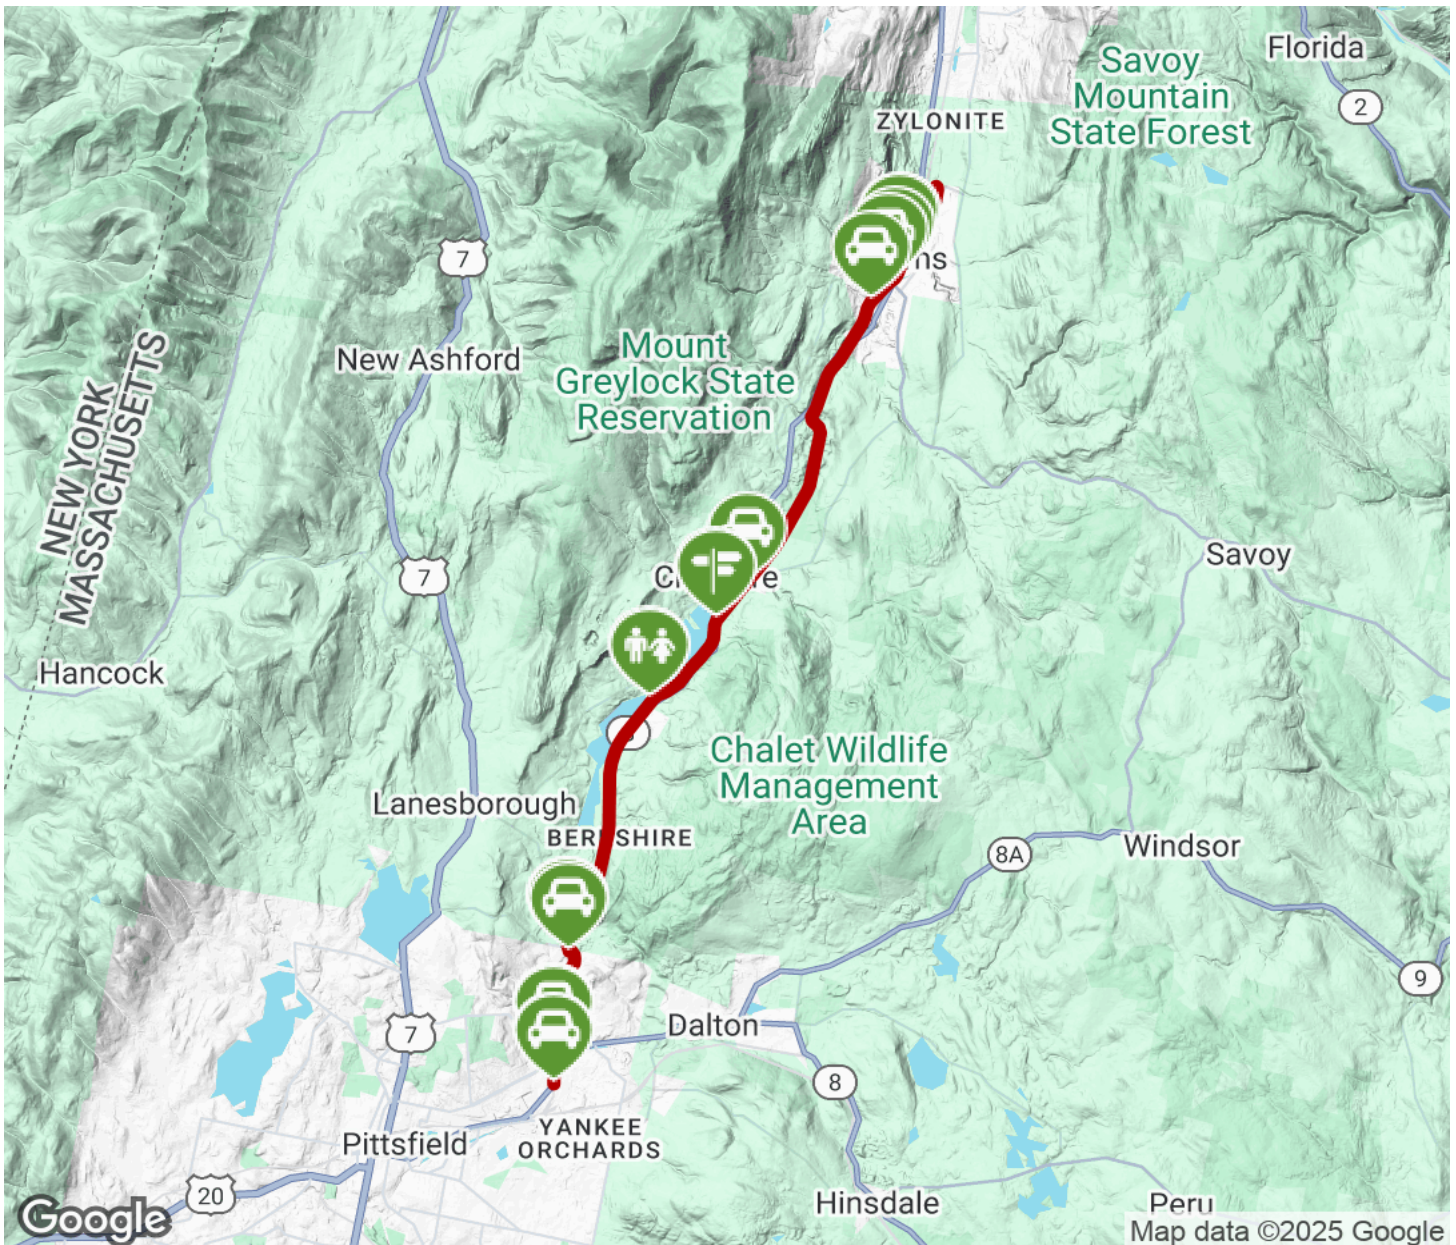 Florida
2
Savoy
Mountain
State Forest
ZYLONITE
7
ns
New Ashford
Mount
Greylock State
Reservation
NEW YORK
MASSACHUSETTS
7
Savoy
Hancock
Chalet Wildlife
Management
Area
Lanesborough
BERKSHIRE
8A
Windsor
9
7
Dalton
8
YANKEE
ORCHARDS
Pittsfield
20
Hinsdale
Peru
Google
Map data ©2025 Google